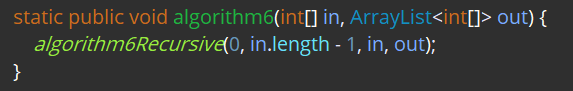 static public void algorithm6(int[] in, ArrayList<int[]> out) {
algorithm6Recursive(0, in.length - 1, in, out);
}